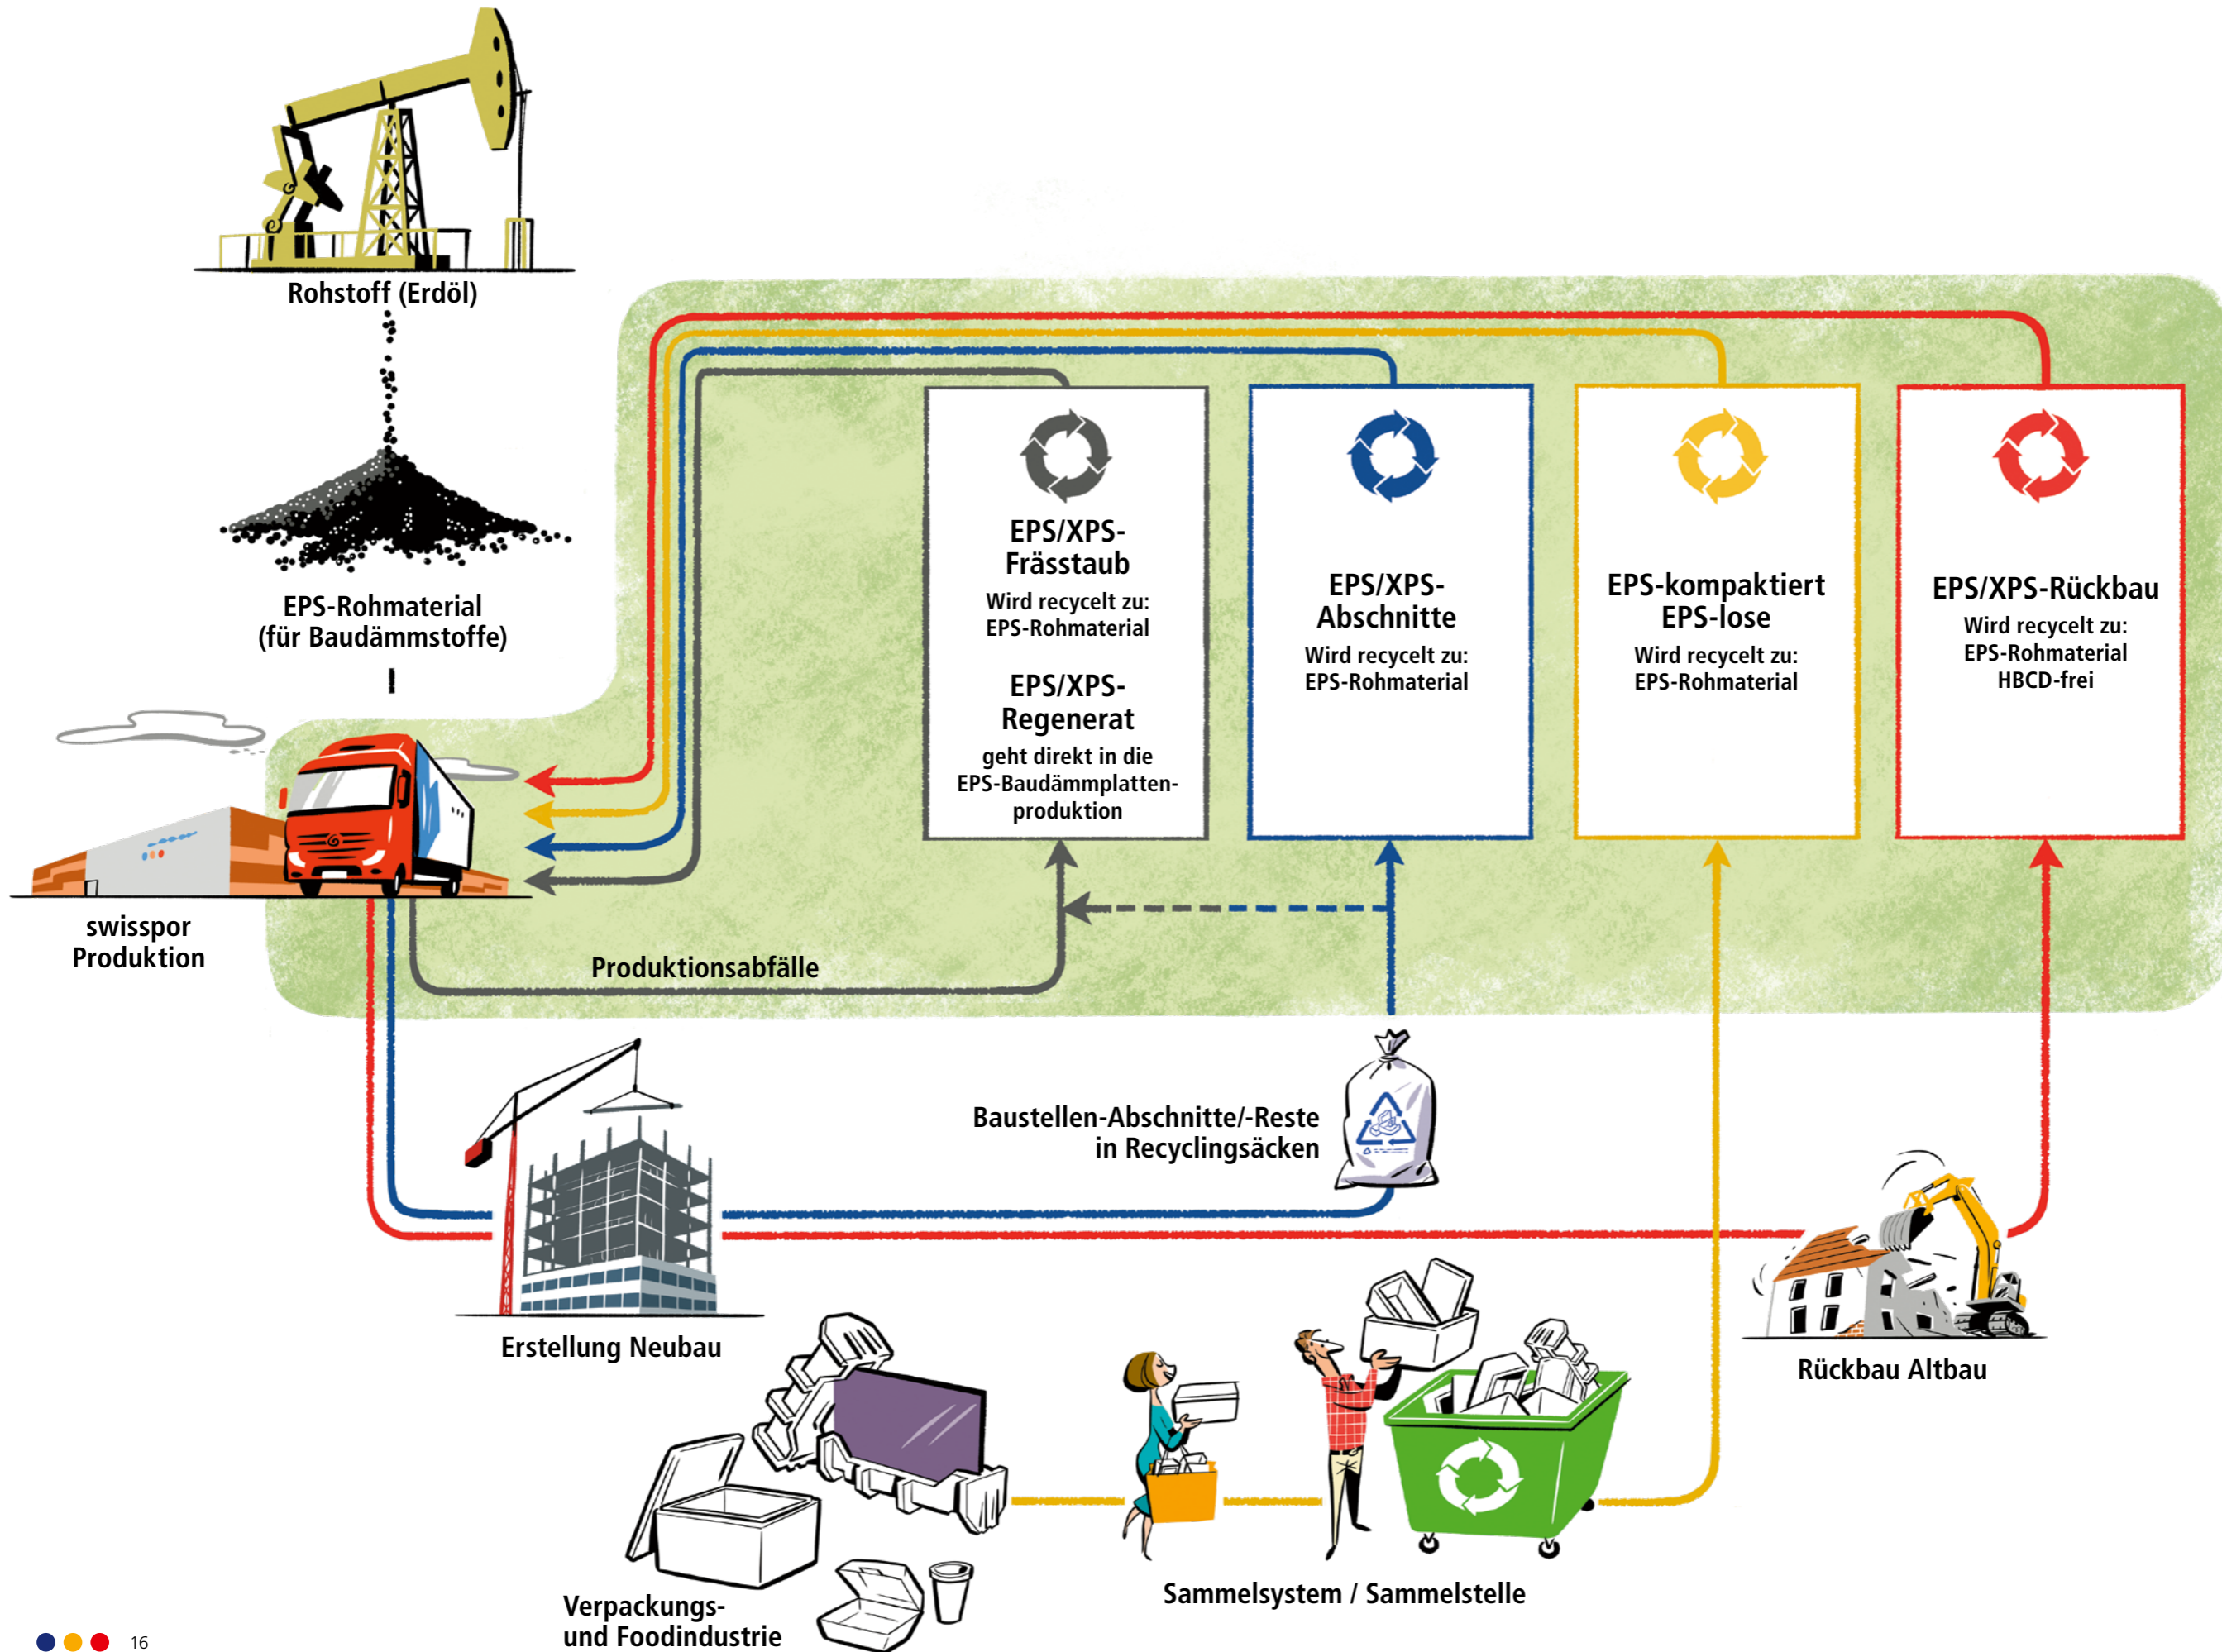 Rohstoff (Erdöl)
EPS-Rohmaterial
(für Baudämmstoffe)
swisspor
Produktion
Produktionsabfälle
EPS/XPS-
Frässtaub
Wird recycelt zu:
EPS-Rohmaterial
EPS/XPS-
Regenerat
geht direkt in die
EPS-Baudämmplatten-
produktion
EPS/XPS-
Abschnitte
Wird recycelt zu:
EPS-Rohmaterial
EPS-kompaktiert
EPS-lose
Wird recycelt zu:
EPS-Rohmaterial
EPS/XPS-Rückbau
Wird recycelt zu:
EPS-Rohmaterial
HBCD-frei
Baustellen-Abschnitte/-Reste
in Recyclingsäcken
Erstellung Neubau
Rückbau Altbau
Sammelsystem / Sammelstelle
Verpackungs-
und Foodindustrie
16